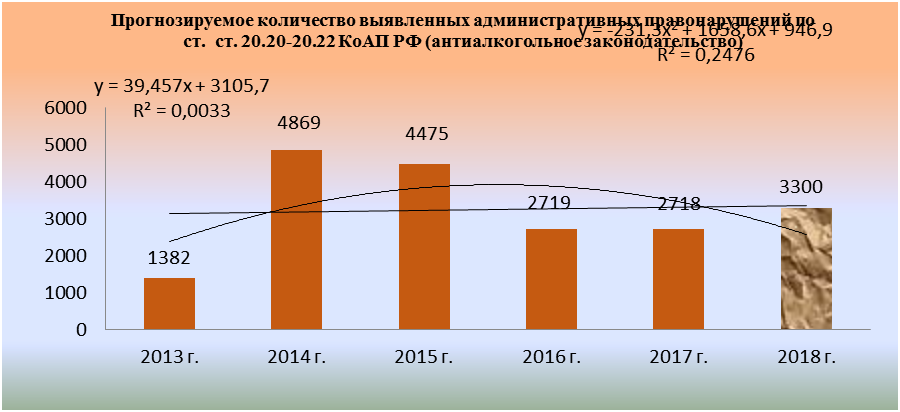 Прогнозируемое количество выявленных административных правонарушений по
ст. ст. 20.20-20.22 КоАП РФ (антиалкогольное законодательство)
y = -231,3x² + 1658,6x + 946,9
R² = 0,2476
y = 39,457x + 3105,7
R² = 0,0033
6000
5000
4000
3000
2000
1000
0
1382
4869
4475
2719
2718
3300
2013 г.
2014 г.
2015 г.
2016 г.
2017 г.
2018 г.